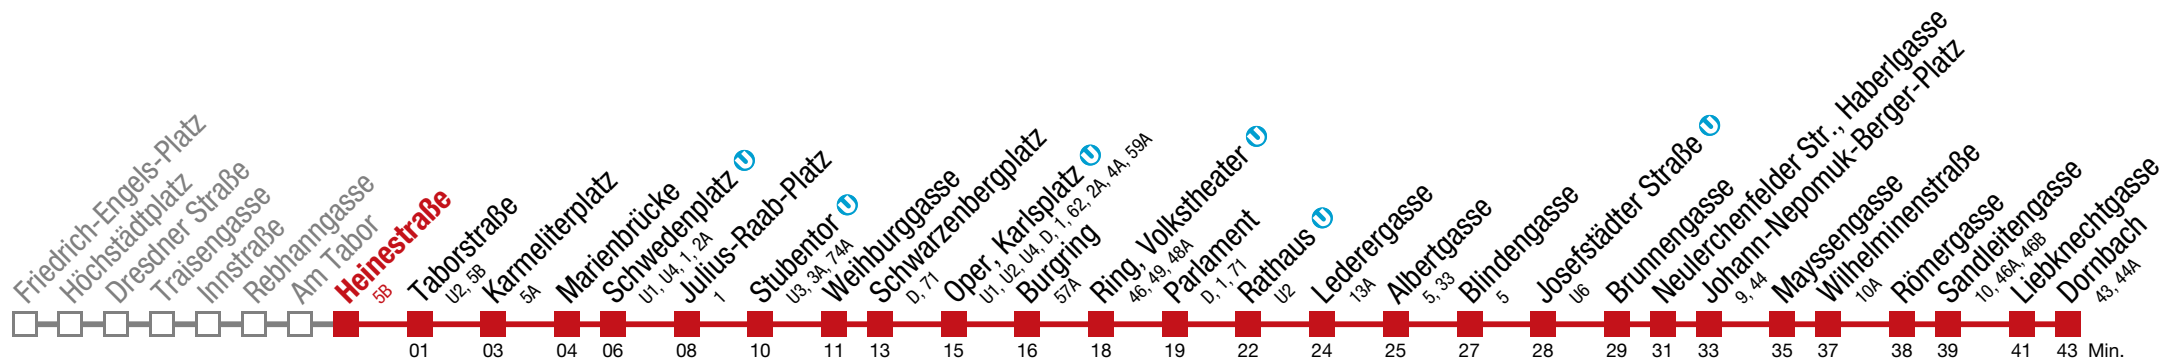 Friedrich-Engels-Platz
Höchstädtplatz
Dresdner Straße
Traisengasse
Innstraße
Rebhanngasse
Am Tabor
Heinestraße
5B
Taborstraße
U2, 5B
Karmeliterplatz
5A
Marienbrücke
Schwedenplatz U
U1, U4, 1, 2A
Julius-Raab-Platz
1
Stubentor U
U3, 3A, 74A
Weihburggasse
Schwarzenbergplatz
D, 71
Oper, Karlsplatz U
U1, U2, U4, D, 1, 62, 2A, 4A, 59A
Burgring
57A
Ring, Volkstheater U
46, 49, 48A
Parlament
D, 1, 71
Rathaus U
U2
Lederergasse
13A
Albertgasse
5, 33
Blindengasse
5
Josefstädter Straße U
U6
Brunnengasse
Neulerchenfelder Str., Haberlgasse
Johann-Nepomuk-Berger-Platz
9, 44
Mayssengasse
Wilhelminenstraße
10A
Römergasse
Sandleitengasse
10, 46A, 46B
Liebknechtgasse
Dornbach
43, 44A
01 03 04 06 08 10 11 13 15 16 18 19 22 24 25 27 28 29 31 33 35 37 38 39 41 43 Min.